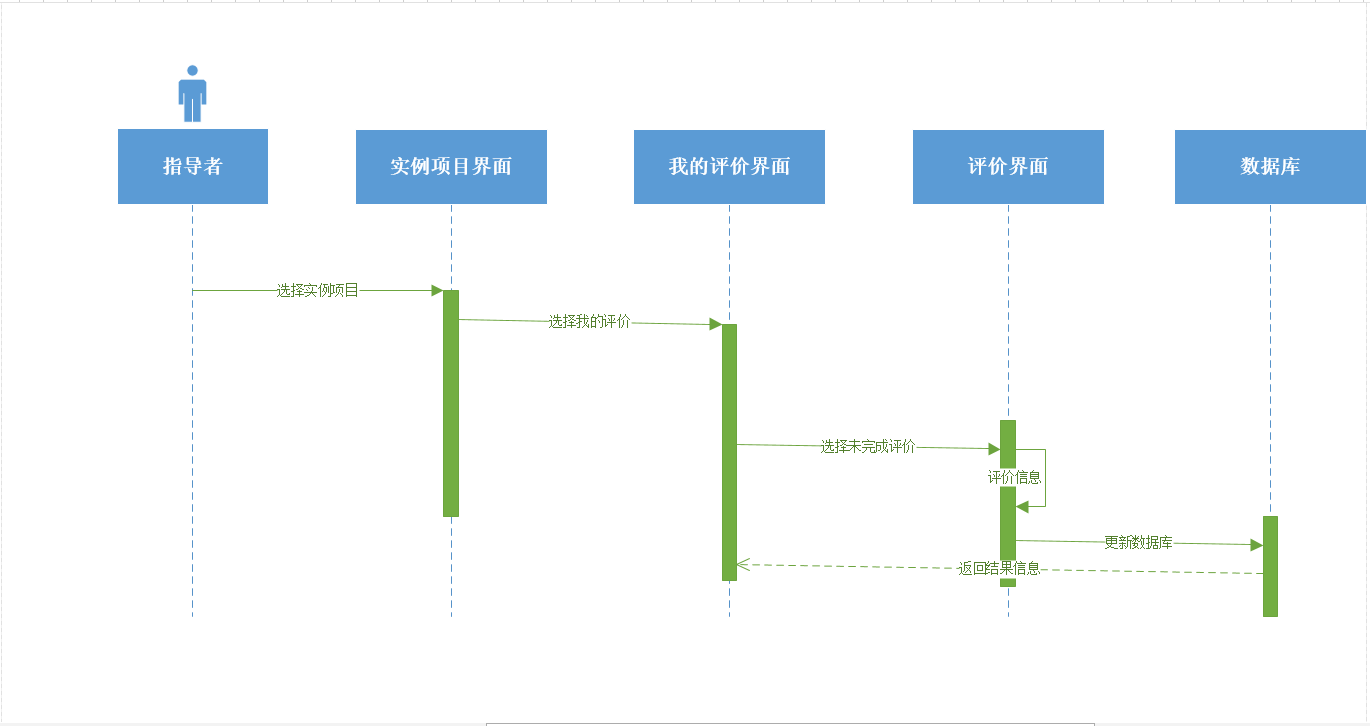 指导者
实例项目界面
我的评价界面
评价界面
数据库
选择实例项目
选择我的评价
选择未完成评价
评价信息
更新数据库
返回结果信息